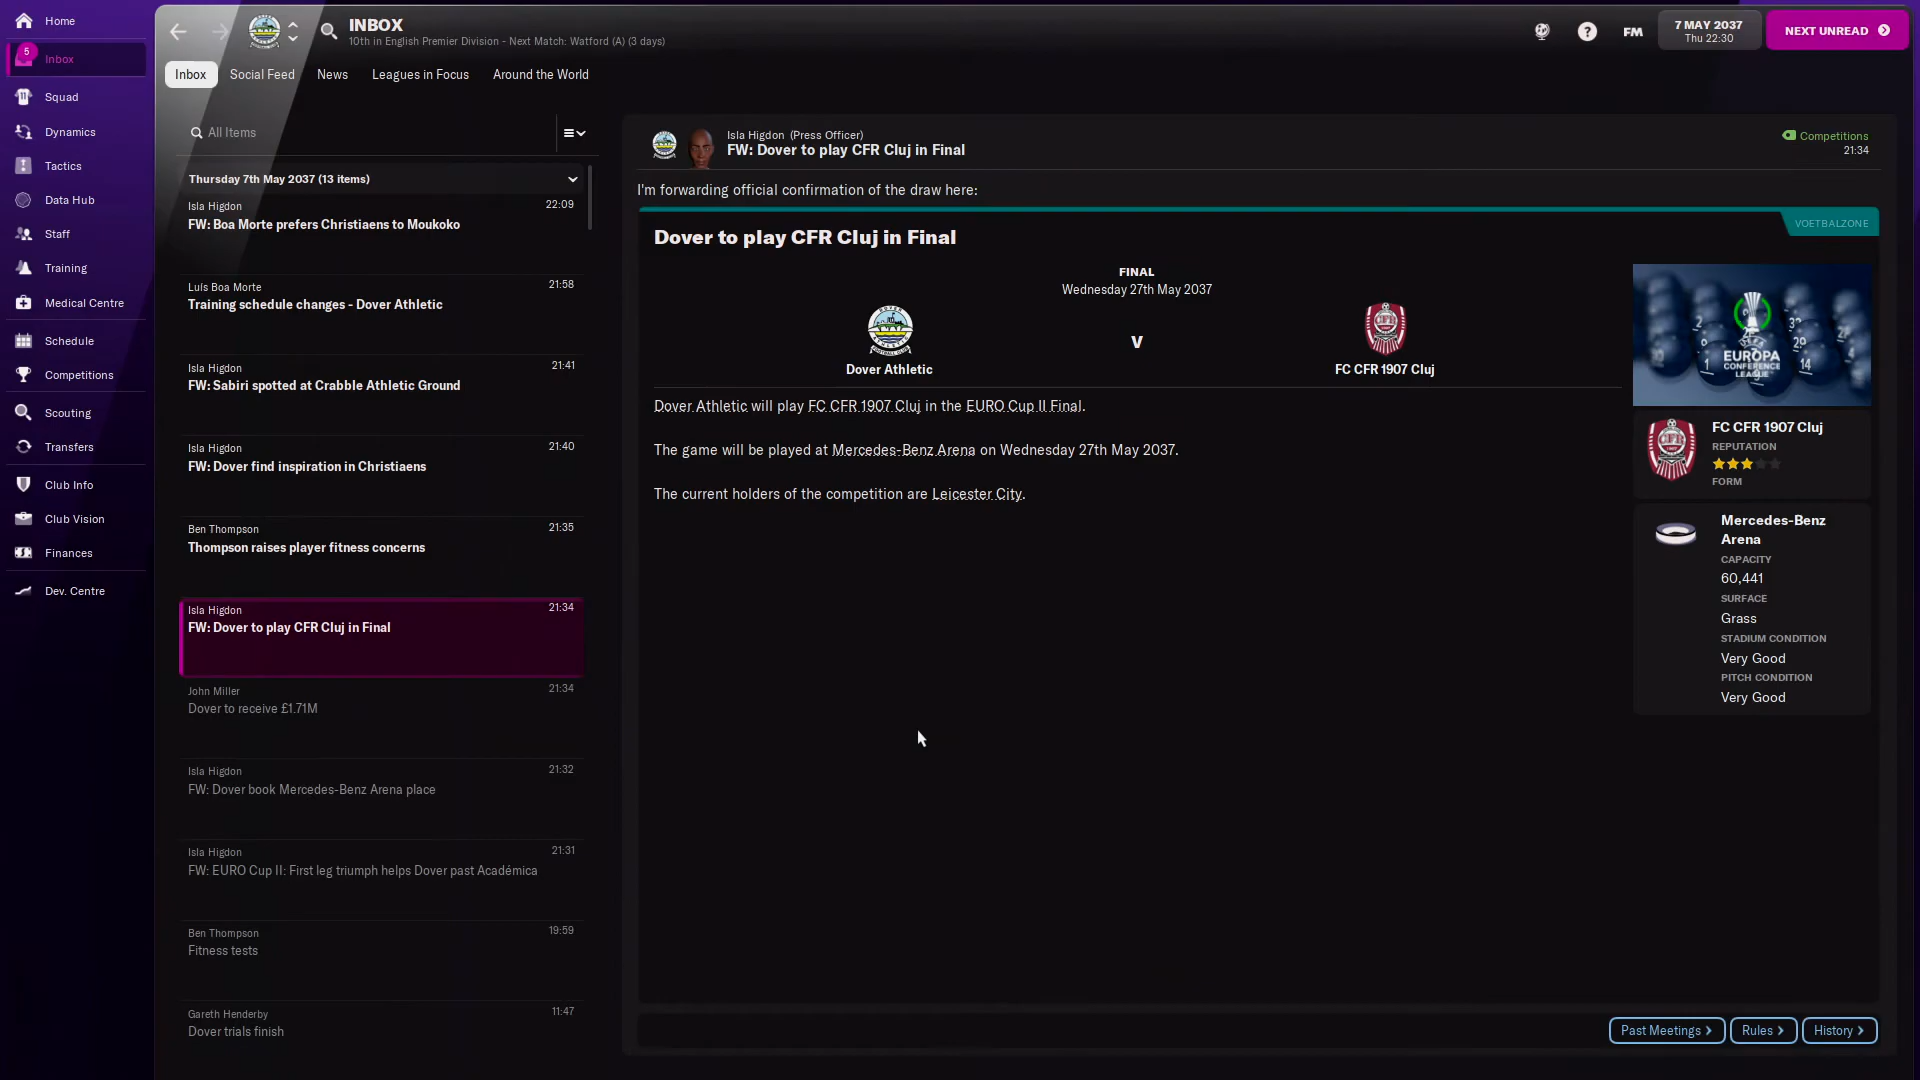 Home
5
Inbox
Squad
Dynamics
Tactics
Data Hub
Staff
Training
Medical Centre
Schedule
Competitions
Scouting
Transfers
Club Info
Club Vision
Finances
Dev. Centre
INBOX
10th in English Premier Division - Next Match: Watford (A) (3 days)
FM
7 MAY 2037
Thu 22:30
NEXT UNREAD
Inbox
Social Feed
News
Leagues in Focus
Around the World
All Items
Thursday 7th May 2037 (13 items)
Isla Higdon 22:09
FW: Boa Morte prefers Christiaens to Moukoko
Luís Boa Morte 21:58
Training schedule changes - Dover Athletic
Isla Higdon 21:41
FW: Sabiri spotted at Crabble Athletic Ground
Isla Higdon 21:40
FW: Dover find inspiration in Christiaens
Ben Thompson 21:35
Thompson raises player fitness concerns
Isla Higdon 21:34
FW: Dover to play CFR Cluj in Final
John Miller 21:34
Dover to receive £1.71M
Isla Higdon 21:32
FW: Dover book Mercedes-Benz Arena place
Isla Higdon 21:31
FW: EURO Cup II: First leg triumph helps Dover past Académica
Ben Thompson 19:59
Fitness tests
Gareth Henderby 11:47
Dover trials finish
Isla Higdon (Press Officer)
FW: Dover to play CFR Cluj in Final
Competitions
21:34
I'm forwarding official confirmation of the draw here:
VOETBALZONE
Dover to play CFR Cluj in Final
FINAL
Wednesday 27th May 2037
V
Dover Athletic
FC CFR 1907 Cluj
Dover Athletic will play FC CFR 1907 Cluj in the EURO Cup II Final.
The game will be played at Mercedes-Benz Arena on Wednesday 27th May 2037.
The current holders of the competition are Leicester City.
EUROPA
CONFERENCE
LEAGUE
FC CFR 1907 Cluj
REPUTATION
FORM
Mercedes-Benz
Arena
CAPACITY
60,441
SURFACE
Grass
STADIUM CONDITION
Very Good
PITCH CONDITION
Very Good
Past Meetings
Rules
History